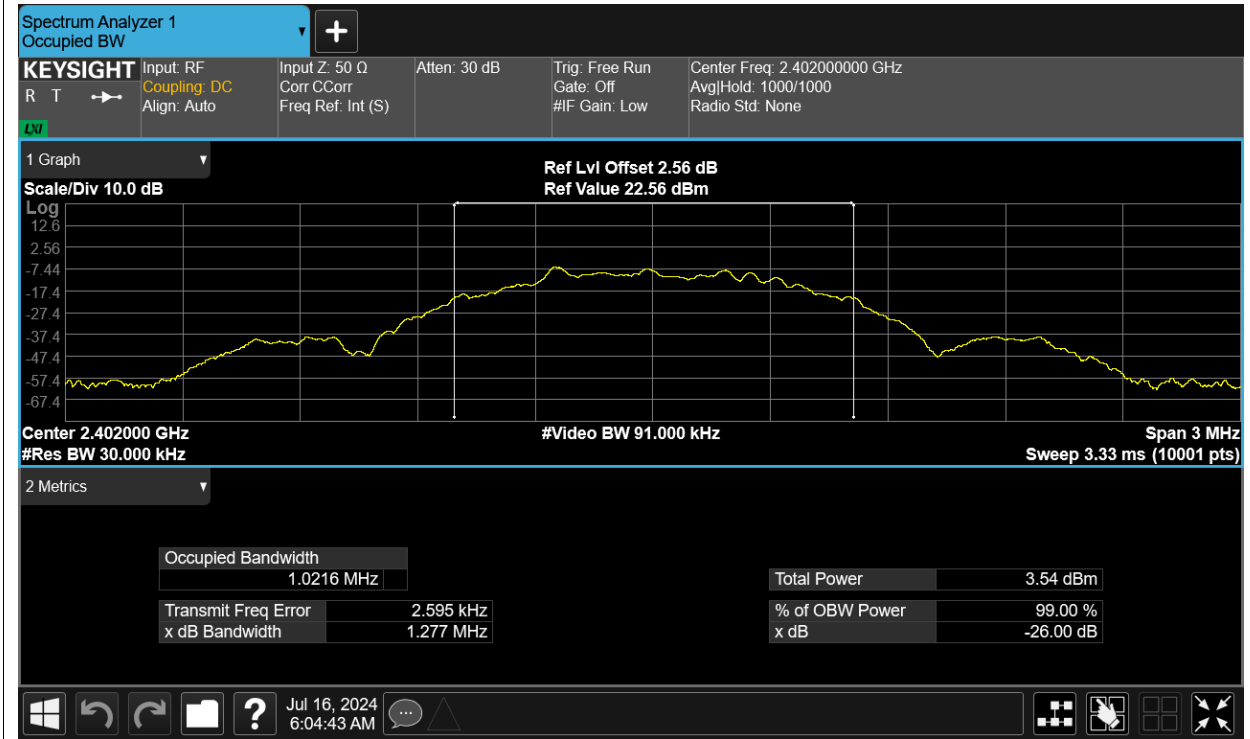 Spectrum Analyzer 1
Occupied BW
KEYSIGHT Input: RF Input Z: 50 Ω Atten: 30 dB Trig: Free Run Center Freq: 2.402000000 GHz
R T Coupling: DC Corr CCorr Gate: Off Avg|Hold: 1000/1000
Align: Auto Freq Ref: Int (S) #IF Gain: Low Radio Std: None
LXI
1 Graph
Ref Lvl Offset 2.56 dB
Scale/Div 10.0 dB Ref Value 22.56 dBm
Log
12.6
2.56
-7.44
-17.4
-27.4
-37.4
-47.4
-57.4
-67.4
Center 2.402000 GHz #Video BW 91.000 kHz Span 3 MHz
#Res BW 30.000 kHz Sweep 3.33 ms (10001 pts)
2 Metrics
Occupied Bandwidth
1.0216 MHz
Total Power 3.54 dBm
Transmit Freq Error 2.595 kHz % of OBW Power 99.00 %
x dB Bandwidth 1.277 MHz x dB -26.00 dB
Jul 16, 2024
6:04:43 AM